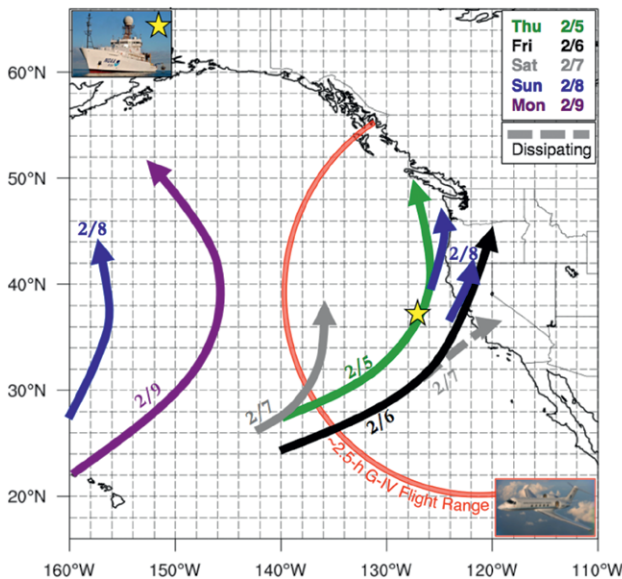 Thu 2/5
Fri 2/6
Sat 2/7
Sun 2/8
Mon 2/9
Dissipating
60°N
50°N
40°N
30°N
20°N
2/8
2/8
2/9
2/7
2/5
2/6
2/7
~2.5-h G-IV Flight Range
160°W
150°W
140°W
130°W
120°W
110°W